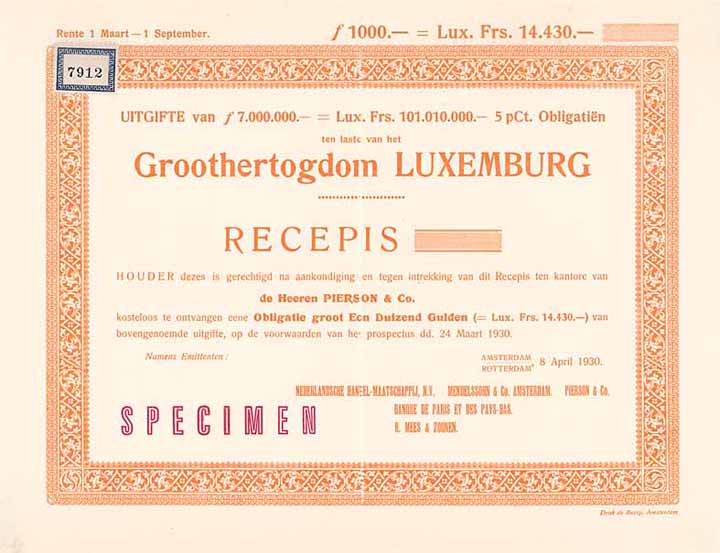 Rente 1 Maart — 1 September.
ƒ 1000.— = Lux. Frs. 14.430.—
7912
UITGIFTE van ƒ 7.000.000.— = Lux. Frs. 101.010.000.— 5 pCt. Obligatiën
ten laste van het
Groothertogdom LUXEMBURG
RECEPIS
HOUDER dezes is gerechtigd na aankondiging en tegen intrekking van dit Recepis ten kantore van
de Heeren PIERSON & Co.
kosteloos te ontvangen eene Obligatie groot Een Duizend Gulden (= Lux. Frs. 14.430.—) van
bovengenoemde uitgifte, op de voorwaarden van het prospectus dd. 24 Maart 1930.
Namens Emittenten:
AMSTERDAM
ROTTERDAM, 8 April 1930.
NEDERLANDSCHE HANDEL-MAATSCHAPPIJ, N.V. MENDELSSOHN & Co. AMSTERDAM. PIERSON & Co.
BANQUE DE PARIS ET DES PAYS-BAS.
R. MEES & ZOONEN.
SPECIMEN
Druk de Bussy, Amsterdam